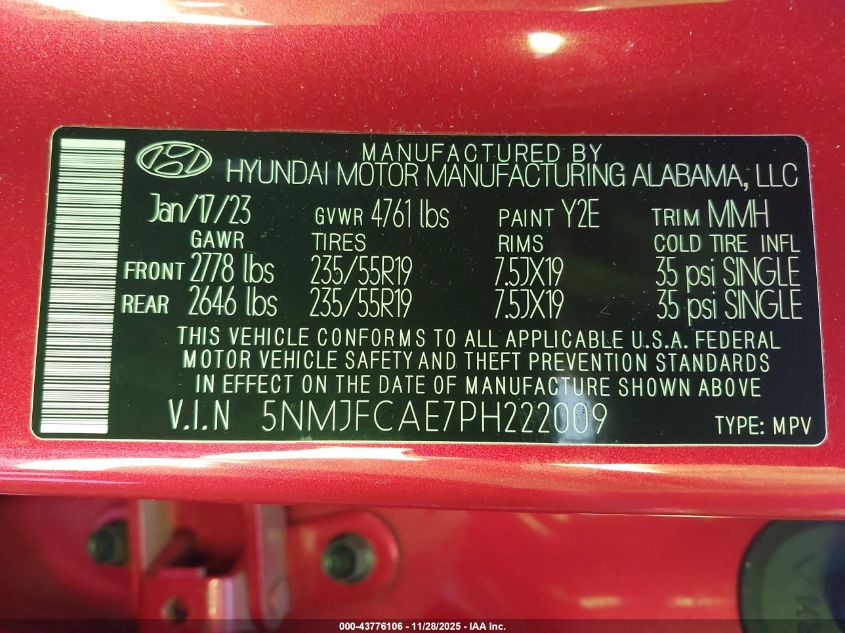 MANUFACTURED BY
HYUNDAI MOTOR MANUFACTURING ALABAMA, LLC
Jan/17/23 GVWR 4761 lbs PAINT Y2E TRIM MMH
GAWR TIRES RIMS COLD TIRE INFL
FRONT 2778 lbs 235/55R19 7.5JX19 35 psi SINGLE
REAR 2646 lbs 235/55R19 7.5JX19 35 psi SINGLE
THIS VEHICLE CONFORMS TO ALL APPLICABLE U.S.A. FEDERAL
MOTOR VEHICLE SAFETY AND THEFT PREVENTION STANDARDS
IN EFFECT ON THE DATE OF MANUFACTURE SHOWN ABOVE
V.I.N 5NMJFCAE7PH222009 TYPE: MPV
000-43776106 - 11/28/2025 - IAA Inc.